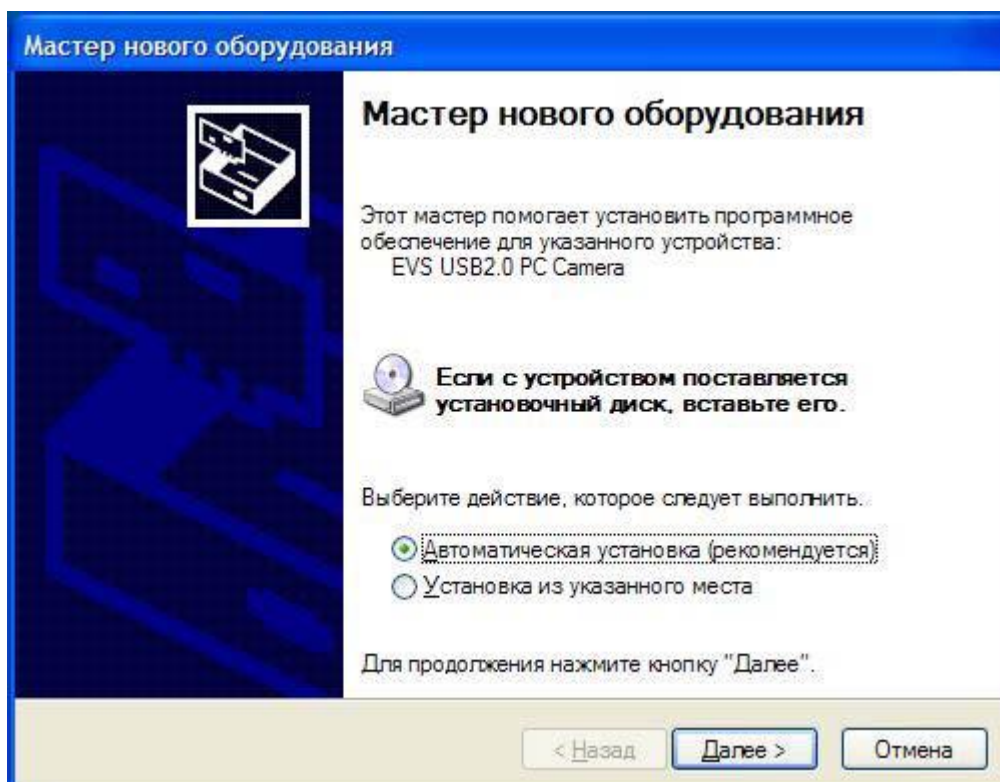 Мастер нового оборудования
Мастер нового оборудования
Этот мастер помогает установить программное
обеспечение для указанного устройства:
EVS USB2.0 PC Camera
Если с устройством поставляется
установочный диск, вставьте его.
Выберите действие, которое следует выполнить.
Автоматическая установка (рекомендуется)
Установка из указанного места
Для продолжения нажмите кнопку "Далее".
< Назад Далее > Отмена